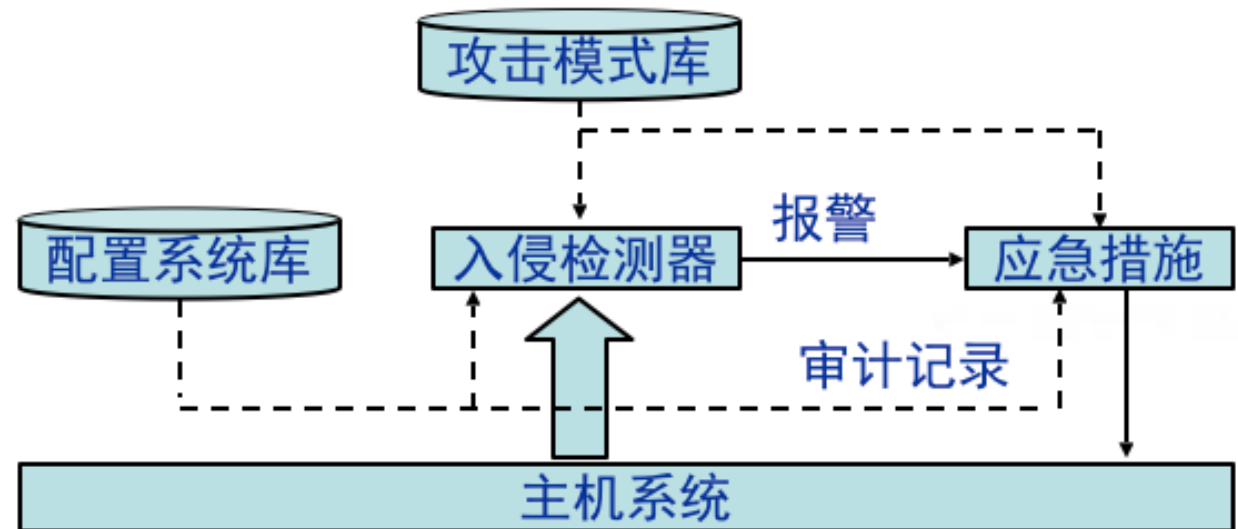 攻击模式库
报警
配置系统库
入侵检测器
应急措施
审计记录
主机系统